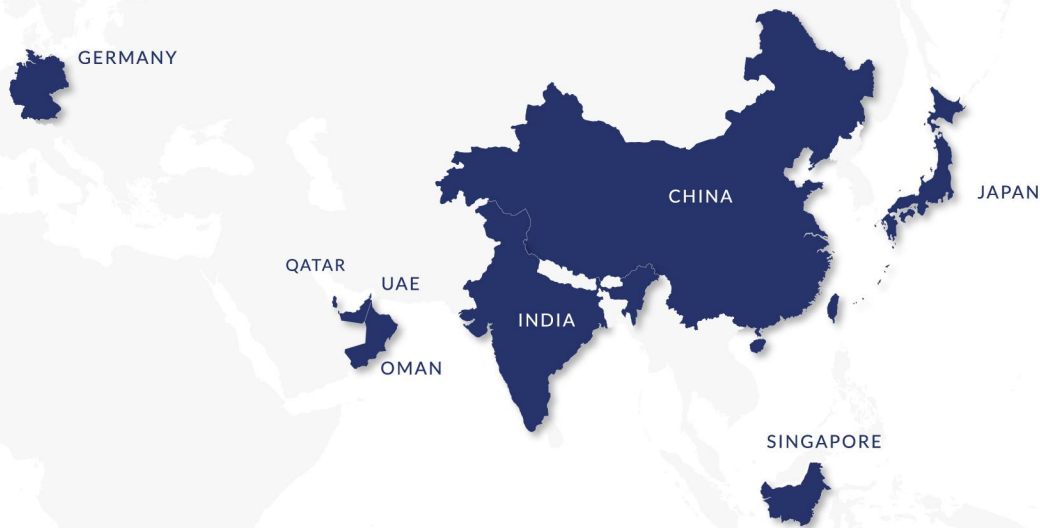 GERMANY
CHINA
JAPAN
QATAR
UAE
INDIA
OMAN
SINGAPORE